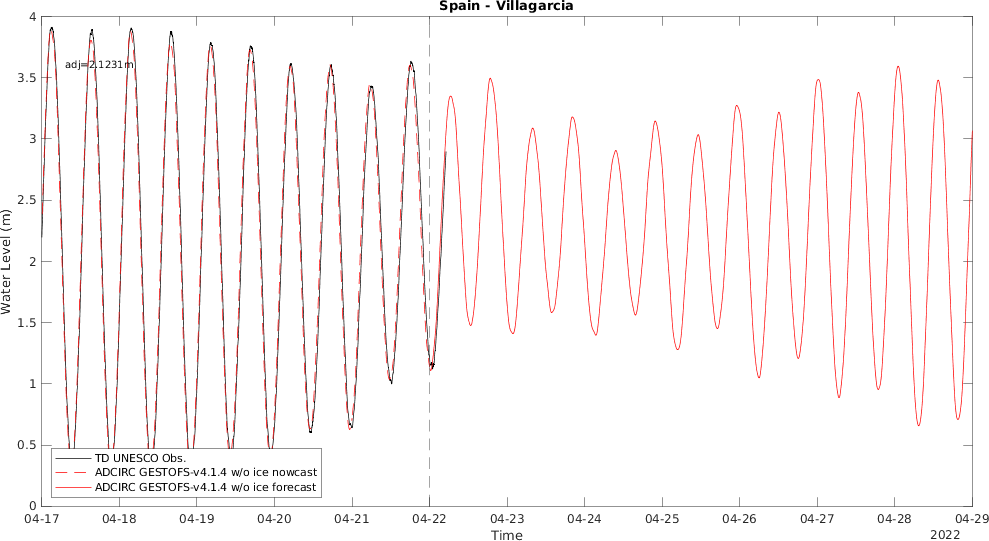 Spain - Villagarcia
4
adj=2.1231m
3.5
3
2.5
2
1.5
1
0.5
0
Water Level (m)
TD UNESCO Obs.
ADCIRC GESTOFS-v4.1.4 w/o ice nowcast
ADCIRC GESTOFS-v4.1.4 w/o ice forecast
04-17 04-18 04-19 04-20 04-21 04-22 04-23 04-24 04-25 04-26 04-27 04-28 04-29
Time 2022